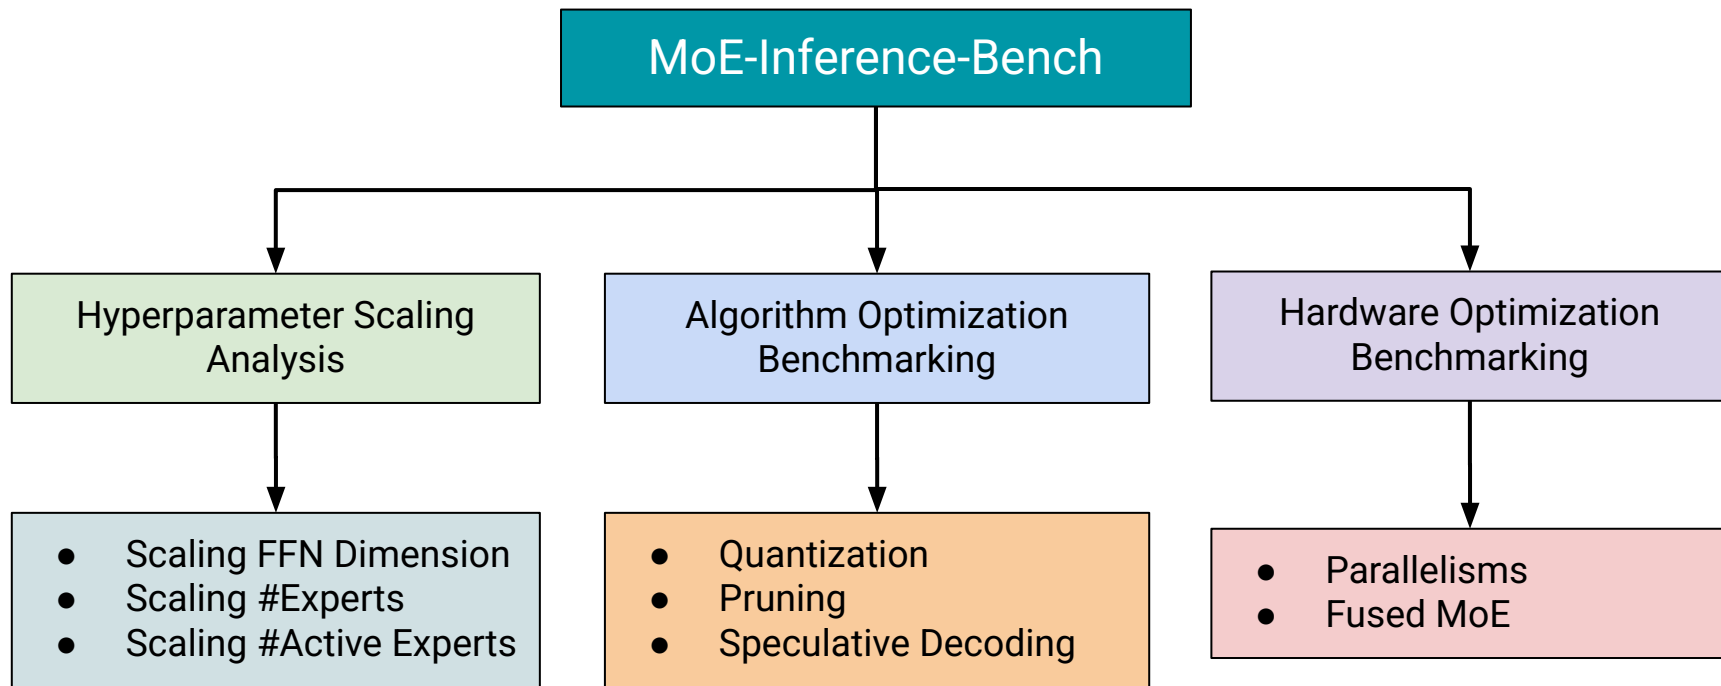 MoE-Inference-Bench
Hyperparameter Scaling
Analysis
Algorithm Optimization
Benchmarking
Hardware Optimization
Benchmarking
● Scaling FFN Dimension
● Scaling #Experts
● Scaling #Active Experts
● Quantization
● Pruning
● Speculative Decoding
● Parallelisms
● Fused MoE